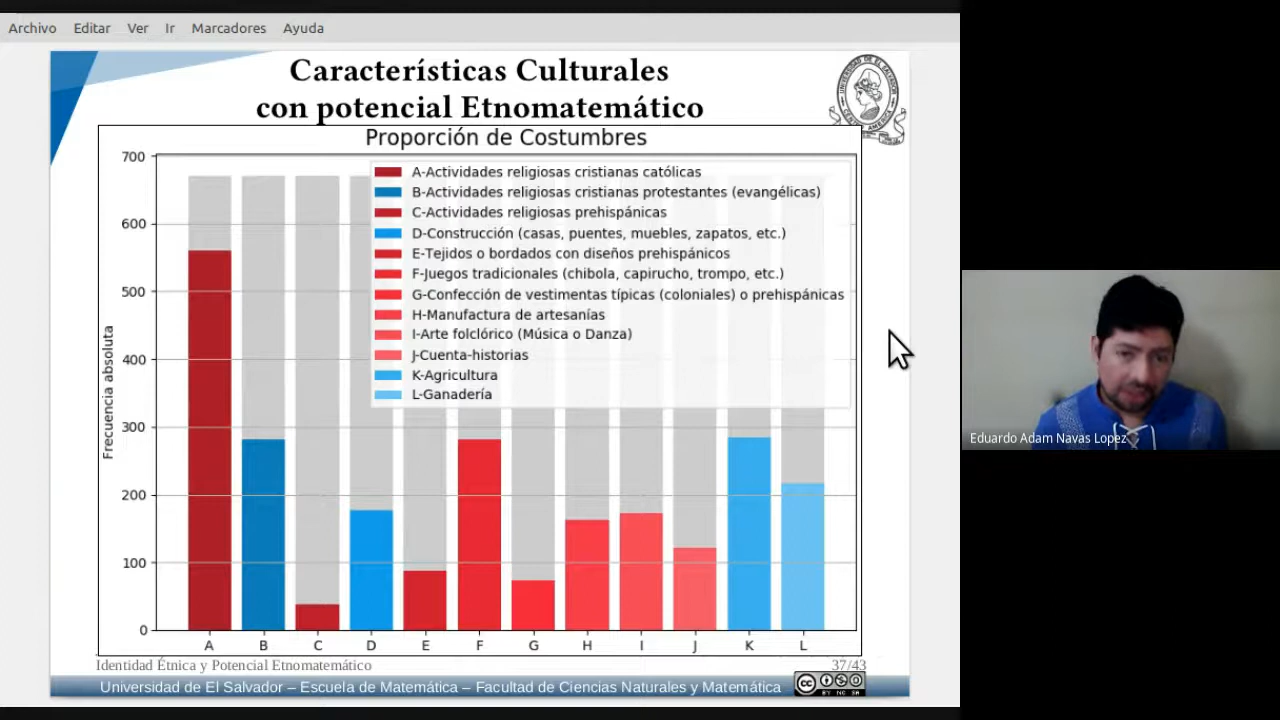 Archivo Editar Ver Ir Marcadores Ayuda
Características Culturales
con potencial Etnomatemático
Proporción de Costumbres
700
600
500
400
300
200
100
0
Frecuencia absoluta
A-Actividades religiosas cristianas católicas
B-Actividades religiosas cristianas protestantes (evangélicas)
C-Actividades religiosas prehispánicas
D-Construcción (casas, puentes, muebles, zapatos, etc.)
E-Tejidos o bordados con diseños prehispánicos
F-Juegos tradicionales (chibola, capirucho, trompo, etc.)
G-Confección de vestimentas típicas (coloniales) o prehispánicas
H-Manufactura de artesanías
I-Arte folclórico (Música o Danza)
J-Cuenta-historias
K-Agricultura
L-Ganadería
A B C D E F G H I J K L
Identidad Étnica y Potencial Etnomatemático 37/43
Universidad de El Salvador – Escuela de Matemática – Facultad de Ciencias Naturales y Matemática
cc
BY NC SA
Eduardo Adam Navas Lopez